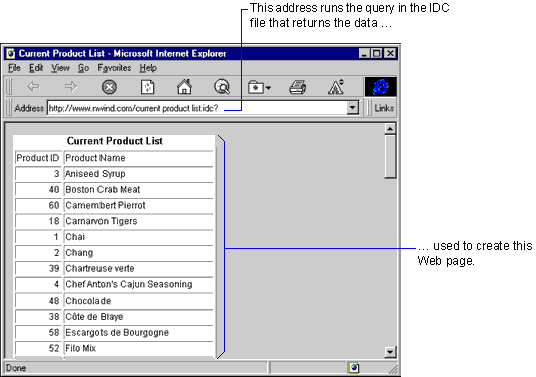 This address runs the query in the IDC
file that returns the data ...
Current Product List - Microsoft Internet Explorer
File Edit View Go Favorites Help
Address http://www.nwind.com/current product list.idc? Links
Current Product List
Product ID Product Name
3 Aniseed Syrup
40 Boston Crab Meat
60 Camembert Pierrot
18 Carnarvon Tigers
1 Chai
2 Chang
39 Chartreuse verte
4 Chef Anton's Cajun Seasoning
48 Chocolade
38 Côte de Blaye
58 Escargots de Bourgogne
52 Filo Mix
... used to create this
Web page.
Done